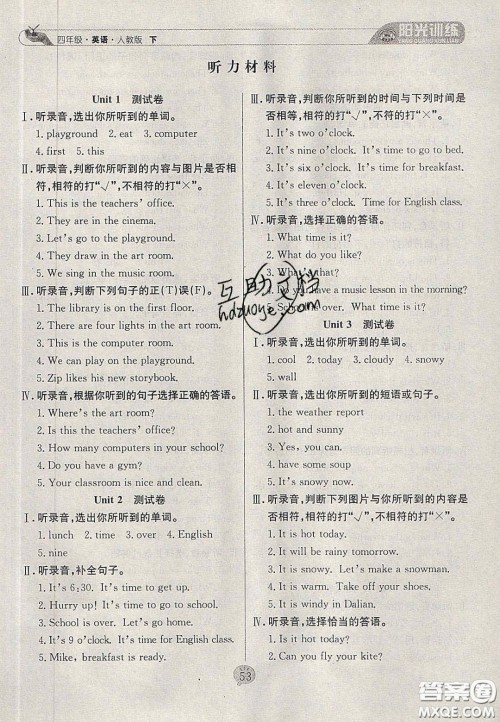 四年级·英语·人教版 下
阳光训练
YANG GUANG XUN LIAN
听力材料
Unit 1 测试卷
Ⅰ.听录音,选出你所听到的单词。
1. playground 2. eat 3. computer
4. first 5. this
Ⅱ.听录音,判断你所听到的内容与图片是否相
符,相符的打“√”,不相符的打“×”。
1. This is the teachers' office.
2. They are in the cinema.
3. Let's go to the playground.
4. They draw in the art room.
5. We sing in the music room.
Ⅲ.听录音,判断下列句子的正(T)误(F)。
1. The library is on the first floor.
2. There are four lights in the art room.
3. This is the computer room.
4. We can play on the playground.
5. Zip likes his new storybook.
Ⅳ.听录音,根据你听到的句子选择正确的答语。
1. Where's the art room?
2. Is this the teachers' office?
3. How many computers in your school?
4. Do you have a gym?
5. Your classroom is nice and clean.
Unit 2 测试卷
Ⅰ.听录音,选出你所听到的单词。
1. lunch 2. time 3. over 4. English
5. nine
Ⅱ.听录音,补全句子。
1. It's 6:30. It's time to get up.
2. Hurry up! It's time to go to school.
3. School is over. Let's go home.
4. It's 9 o'clock. It's time for English class.
5. Mike, breakfast is ready.
Ⅲ.听录音,判断你所听到的时间与下列时间是
否相等,相符的打“√”,不符的打“×”。
1. It's two o'clock.
2. It's nine o'clock. It's time to go to bed.
3. It's six o'clock. It's time for breakfast.
4. It's eleven o'clock.
5. It's three o'clock. Time for English class.
Ⅳ.听录音,选择正确的答语。
1. What time is it?
2. What do you like?
3. What's that?
4. Do you have a music lesson in the morning?
5. School is over. What time is it?
Unit 3 测试卷
Ⅰ.听录音,选出你所听到的单词。
1. cool 2. today 3. cloudy 4. snowy
5. wall
Ⅱ.听录音,选出你所听到的短语或句子。
1. the weather report
2. hot and sunny
3. Yes, you can.
4. have some soup
5. It's snowy now.
Ⅲ.听录音,判断下列图片与你所听到的内容是
否相符,相符的打“√”,不相符的打“×”。
1. It is hot today.
2. It will be rainy tomorrow.
3. It is snowing.
4. It is sunny today.
5. It is windy in Dalian.
Ⅳ.听录音,选择恰当的答语。
1. Is it hot today?
2. Can you fly your kite?
互助文档
hdzuoye.com
53
答案圈
MXQE.COM